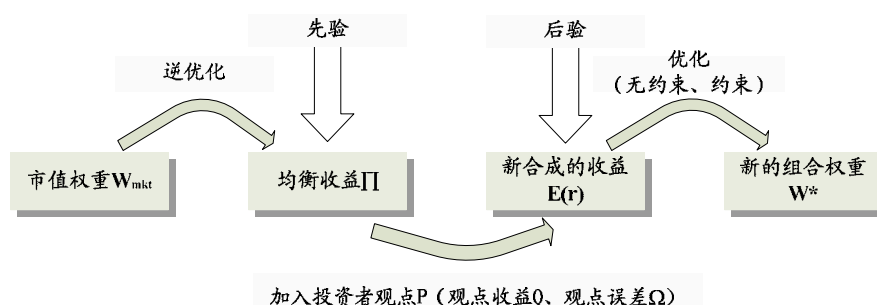 先验
后验
逆优化
优化
（无约束、约束）
市值权重Wmkt
均衡收益∏
新合成的收益
E(r)
新的组合权重
W*
加入投资者观点P（观点收益Q、观点误差Ω）